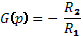 G(p) = − R₂/R₁